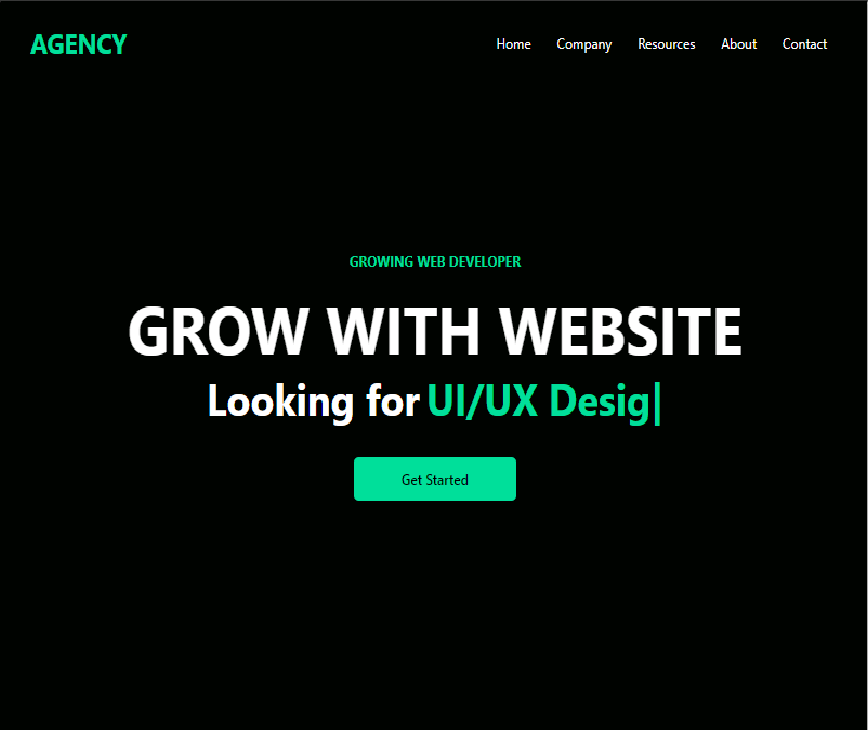 AGENCY
Home Company Resources About Contact
GROWING WEB DEVELOPER
GROW WITH WEBSITE
Looking for UI/UX Desig|
Get Started